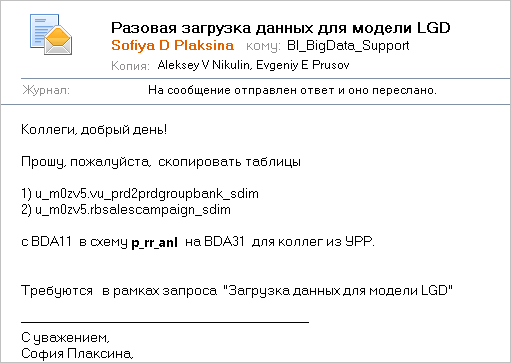 Разовая загрузка данных для модели LGD
Sofiya D Plaksina кому: BI_BigData_Support
Копия: Aleksey V Nikulin, Evgeniy E Prusov
Журнал: На сообщение отправлен ответ и оно переслано.
Коллеги, добрый день!
Прошу, пожалуйста, скопировать таблицы
1) u_m0zv5.vu_prd2prdgroupbank_sdim
2) u_m0zv5.rbsalescampaign_sdim
с BDA11 в схему p_rr_anl на BDA31 для коллег из УРР.
Требуются в рамках запроса "Загрузка данных для модели LGD"
С уважением,
София Плаксина,